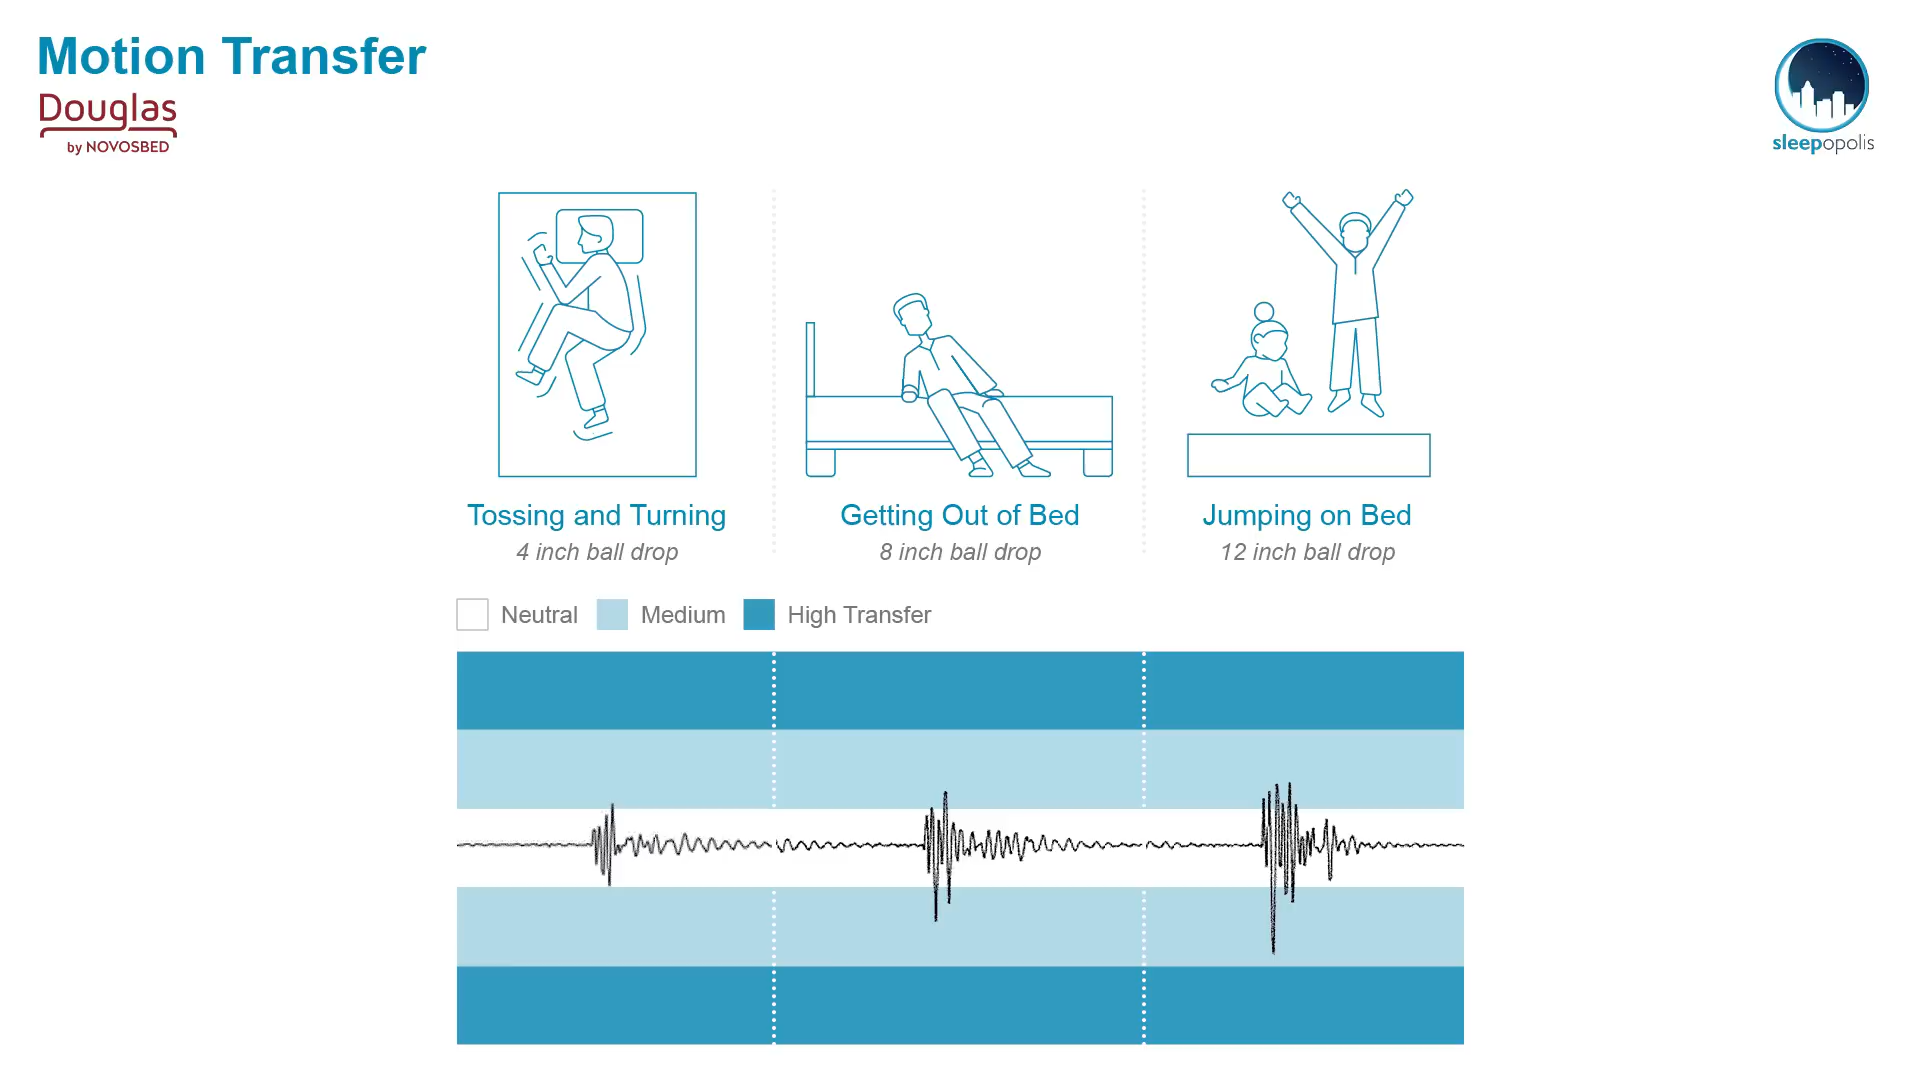 Motion Transfer
Douglas
by NOVOSBED
sleepopolis
Tossing and Turning
4 inch ball drop
Getting Out of Bed
8 inch ball drop
Jumping on Bed
12 inch ball drop
Neutral
Medium
High Transfer